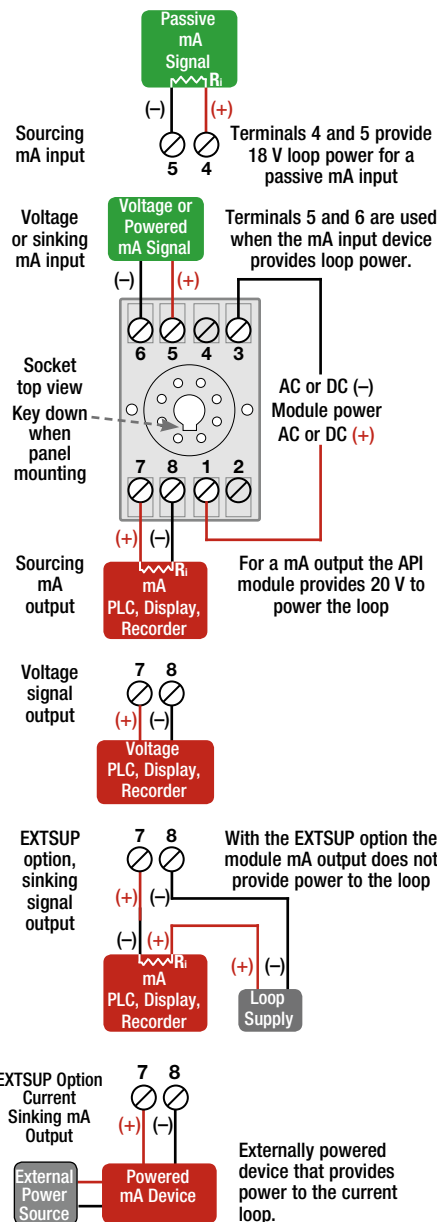 Passive
mA
Signal
Ri
(–) (+)
Sourcing
mA input
5 4
Terminals 4 and 5 provide
18 V loop power for a
passive mA input
Voltage
or sinking
mA input
Voltage or
Powered
mA Signal
Terminals 5 and 6 are used
when the mA input device
provides loop power.
(–) (+)
6 5 4 3
Socket
top view
Key down
when
panel
mounting
AC or DC (–)
Module power
AC or DC (+)
7 8 1 2
(+) (–)
Sourcing
mA
output
Ri
mA
PLC, Display,
Recorder
For a mA output the API
module provides 20 V to
power the loop
Voltage
signal
output
7 8
(+) (–)
Voltage
PLC, Display,
Recorder
EXTSUP
option,
sinking
signal
output
7 8
With the EXTSUP option the
module mA output does not
provide power to the loop
(+) (–)
(–) (+)
Ri
mA
PLC, Display,
Recorder
(+) (–)
Loop
Supply
EXTSUP Option
Current
Sinking mA
Output
7 8
(+) (–)
External
Power
Source
Powered
mA Device
Externally powered
device that provides
power to the current
loop.